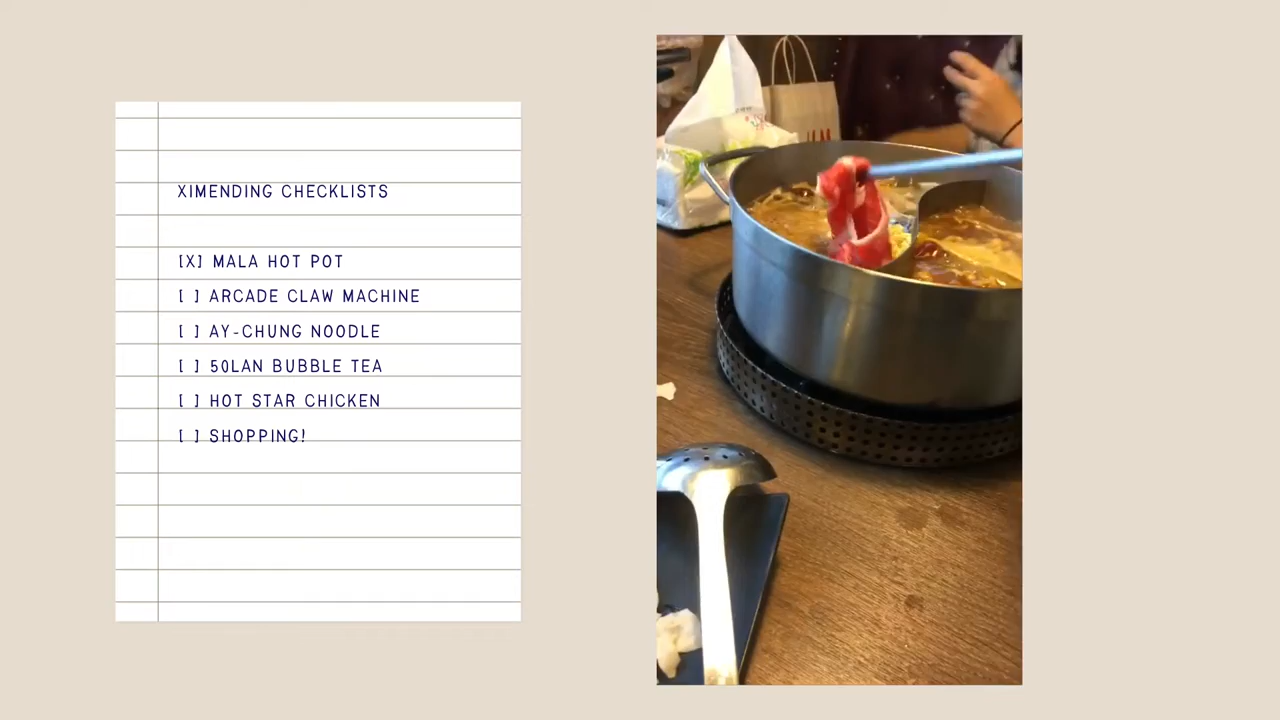 XIMENDING CHECKLISTS
[X] MALA HOT POT
[ ] ARCADE CLAW MACHINE
[ ] AY-CHUNG NOODLE
[ ] 50LAN BUBBLE TEA
[ ] HOT STAR CHICKEN
[ ] SHOPPING!